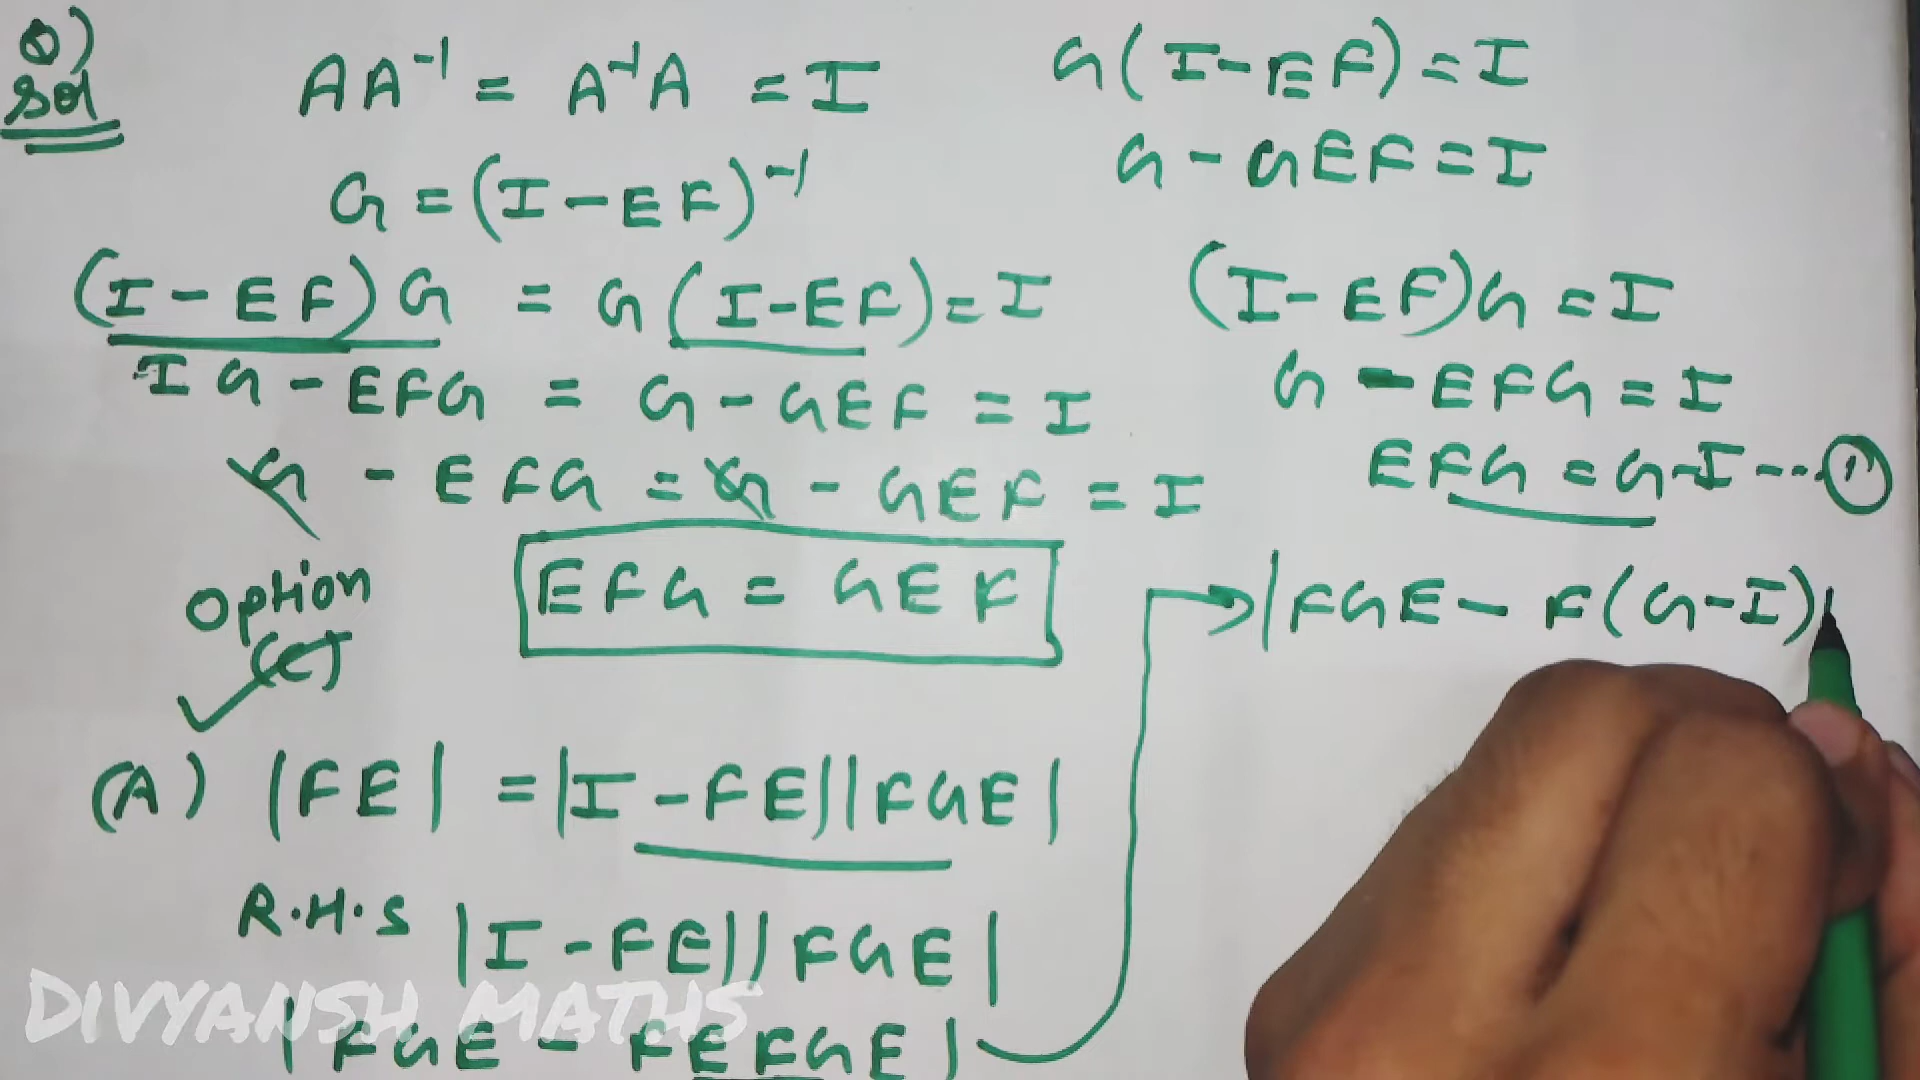 Q)
Sol
AA⁻¹ = A⁻¹A = I
G = (I - EF)⁻¹
(I - EF)G = G(I - EF) = I
IG - EFG = G - GEF = I
G - EFG = G - GEF = I
EFG = GEF
Option
(C)
(A) |FE| = |I - FE||FGE|
R.H.S |I - FE||FGE|
|FGE - FEFGE|
G(I - EF) = I
G - GEF = I
(I - EF)G = I
G - EFG = I
EFG = G - I --- ①
|FGE - F(G - I)
DIVYANSH MATHS